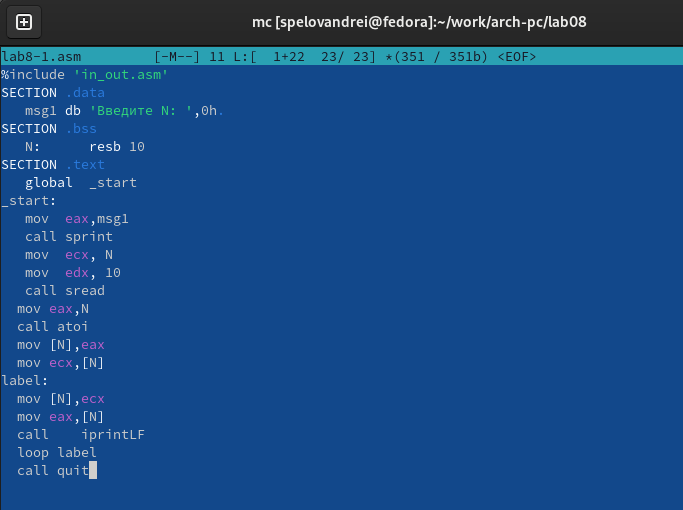 mc [spelovandrei@fedora]:~/work/arch-pc/lab08
lab8-1.asm         [-M--] 11 L:[  1+22  23/ 23] *(351 / 351b) <EOF>
%include 'in_out.asm'
SECTION .data
   msg1 db 'Введите N: ',0h.
SECTION .bss
   N:      resb 10
SECTION .text
   global  _start
_start:
   mov  eax,msg1
   call sprint
   mov  ecx, N
   mov  edx, 10
   call sread
  mov eax,N
  call atoi
  mov [N],eax
  mov ecx,[N]
label:
  mov [N],ecx
  mov eax,[N]
  call    iprintLF
  loop label
  call quit